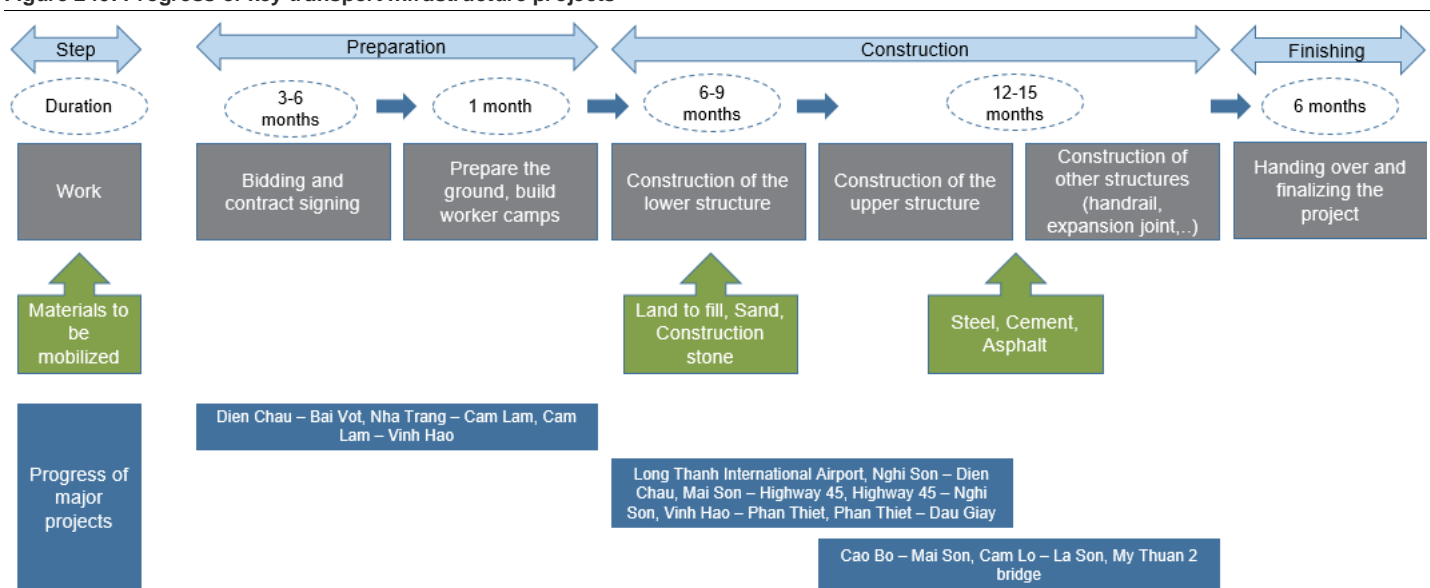 Step
Preparation
Construction
Finishing
Duration
3-6
months
1 month
6-9
months
12-15
months
6 months
Work
Bidding and
contract signing
Prepare the
ground, build
worker camps
Construction of the
lower structure
Construction of the
upper structure
Construction of
other structures
(handrail,
expansion joint,..)
Handing over and
finalizing the
project
Materials to
be
mobilized
Land to fill, Sand,
Construction
stone
Steel, Cement,
Asphalt
Progress of
major
projects
Dien Chau – Bai Vot, Nha Trang – Cam Lam, Cam
Lam – Vinh Hao
Long Thanh International Airport, Nghi Son – Dien
Chau, Mai Son – Highway 45, Highway 45 – Nghi
Son, Vinh Hao – Phan Thiet, Phan Thiet – Dau Giay
Cao Bo – Mai Son, Cam Lo – La Son, My Thuan 2
bridge